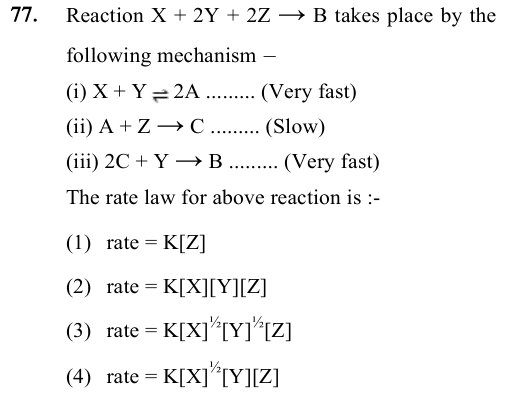 77. Reaction X + 2Y + 2Z ⟶ B takes place by the
following mechanism –
(i) X + Y ⇌ 2A ......... (Very fast)
(ii) A + Z ⟶ C ......... (Slow)
(iii) 2C + Y ⟶ B ......... (Very fast)
The rate law for above reaction is :-
(1) rate = K[Z]
(2) rate = K[X][Y][Z]
(3) rate = K[X]^½[Y]^½[Z]
(4) rate = K[X]^½[Y][Z]